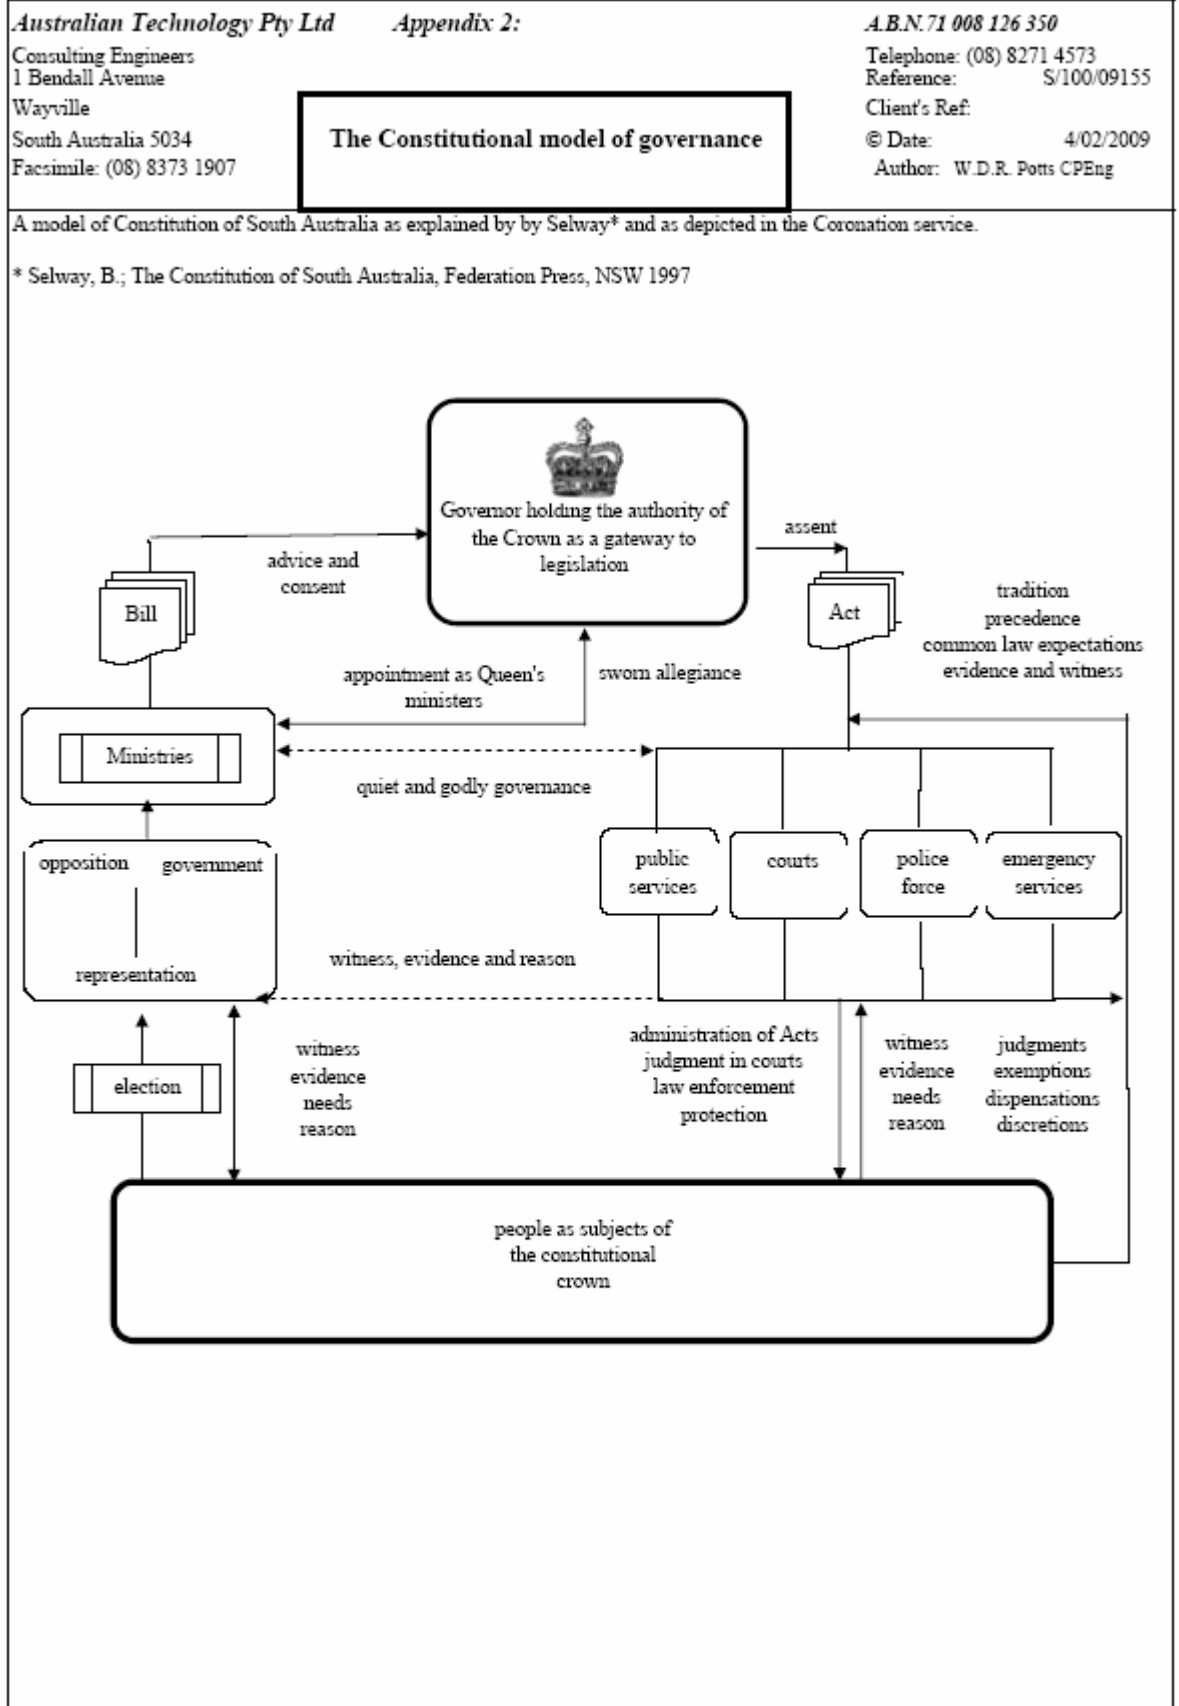 Australian Technology Pty Ltd Appendix 2: A.B.N.71 008 126 350
Consulting Engineers Telephone: (08) 8271 4573
1 Bendall Avenue Reference: S/100/09155
Wayville Client's Ref:
South Australia 5034 © Date: 4/02/2009
Facsimile: (08) 8373 1907 Author: W.D.R. Potts CPEng
The Constitutional model of governance
A model of Constitution of South Australia as explained by by Selway* and as depicted in the Coronation service.
* Selway, B.; The Constitution of South Australia, Federation Press, NSW 1997
Governor holding the authority of
the Crown as a gateway to
legislation
assent
advice and
consent
Bill
Act
tradition
precedence
common law expectations
evidence and witness
appointment as Queen's
ministers
sworn allegiance
Ministries
quiet and godly governance
opposition government
representation
public
services
courts
police
force
emergency
services
witness, evidence and reason
election
witness
evidence
needs
reason
administration of Acts
judgment in courts
law enforcement
protection
witness
evidence
needs
reason
judgments
exemptions
dispensations
discretions
people as subjects of
the constitutional
crown